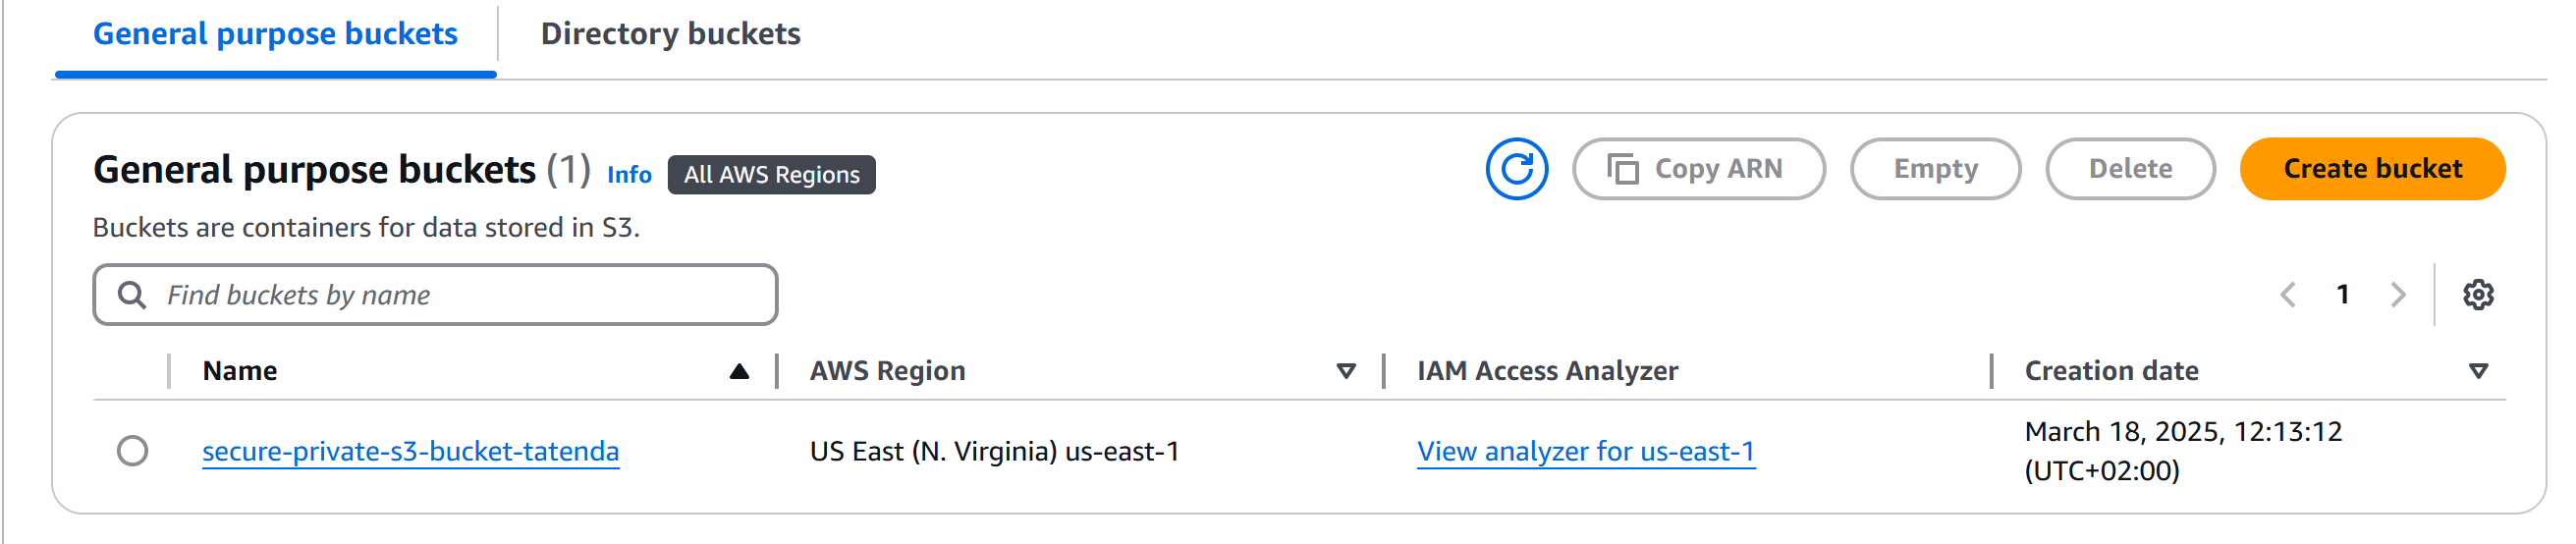 General purpose buckets Directory buckets
General purpose buckets (1) Info All AWS Regions Copy ARN Empty Delete Create bucket
Buckets are containers for data stored in S3.
Find buckets by name 1
Name AWS Region IAM Access Analyzer Creation date
secure-private-s3-bucket-tatenda US East (N. Virginia) us-east-1 View analyzer for us-east-1 March 18, 2025, 12:13:12
(UTC+02:00)